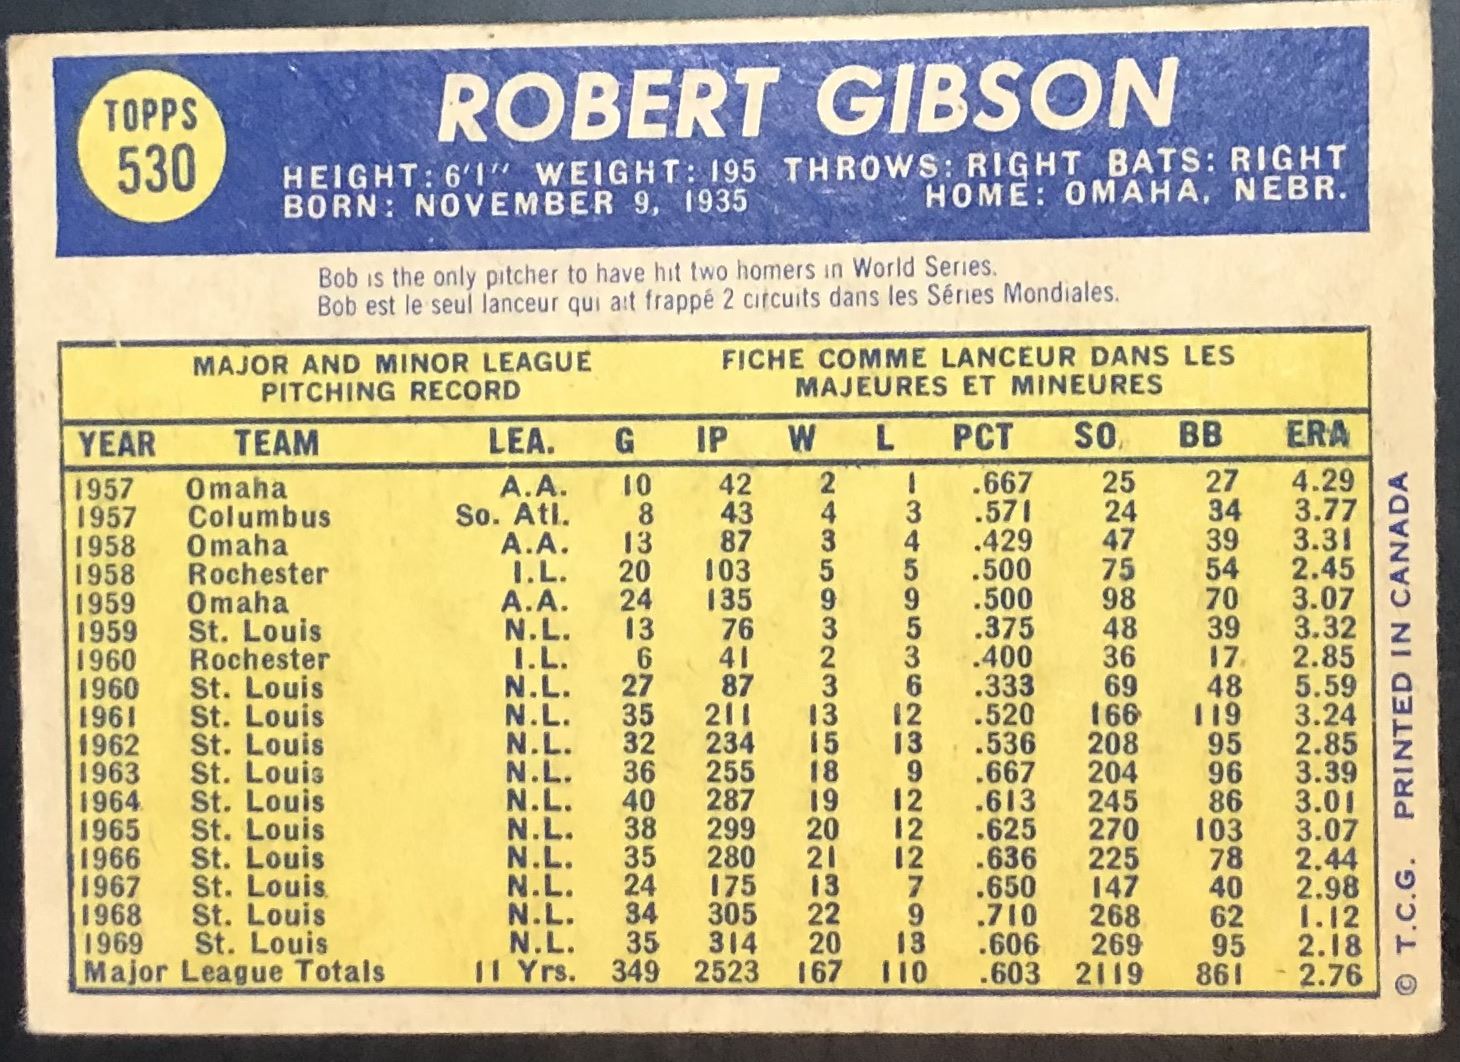 TOPPS
530
ROBERT GIBSON
HEIGHT: 6'1" WEIGHT: 195 THROWS: RIGHT BATS: RIGHT
BORN: NOVEMBER 9, 1935 HOME: OMAHA, NEBR.
Bob is the only pitcher to have hit two homers in World Series.
Bob est le seul lanceur qui ait frappé 2 circuits dans les Séries Mondiales.
MAJOR AND MINOR LEAGUE
PITCHING RECORD
FICHE COMME LANCEUR DANS LES
MAJEURES ET MINEURES
YEAR TEAM LEA. G IP W L PCT SO. BB ERA
1957 Omaha A.A. 10 42 2 1 .667 25 27 4.29
1957 Columbus So. Atl. 8 43 4 3 .571 24 34 3.77
1958 Omaha A.A. 13 87 3 4 .429 47 39 3.31
1958 Rochester I.L. 20 103 5 5 .500 75 54 2.45
1959 Omaha A.A. 24 135 9 9 .500 98 70 3.07
1959 St. Louis N.L. 13 76 3 5 .375 48 39 3.32
1960 Rochester I.L. 6 41 2 3 .400 36 17 2.85
1960 St. Louis N.L. 27 87 3 6 .333 69 48 5.59
1961 St. Louis N.L. 35 211 13 12 .520 166 119 3.24
1962 St. Louis N.L. 32 234 15 13 .536 208 95 2.85
1963 St. Louis N.L. 36 255 18 9 .667 204 96 3.39
1964 St. Louis N.L. 40 287 19 12 .613 245 86 3.01
1965 St. Louis N.L. 38 299 20 12 .625 270 103 3.07
1966 St. Louis N.L. 35 280 21 12 .636 225 78 2.44
1967 St. Louis N.L. 24 175 13 7 .650 147 40 2.98
1968 St. Louis N.L. 34 305 22 9 .710 268 62 1.12
1969 St. Louis N.L. 35 314 20 13 .606 269 95 2.18
Major League Totals 11 Yrs. 349 2523 167 110 .603 2119 861 2.76
© T.C.G. PRINTED IN CANADA